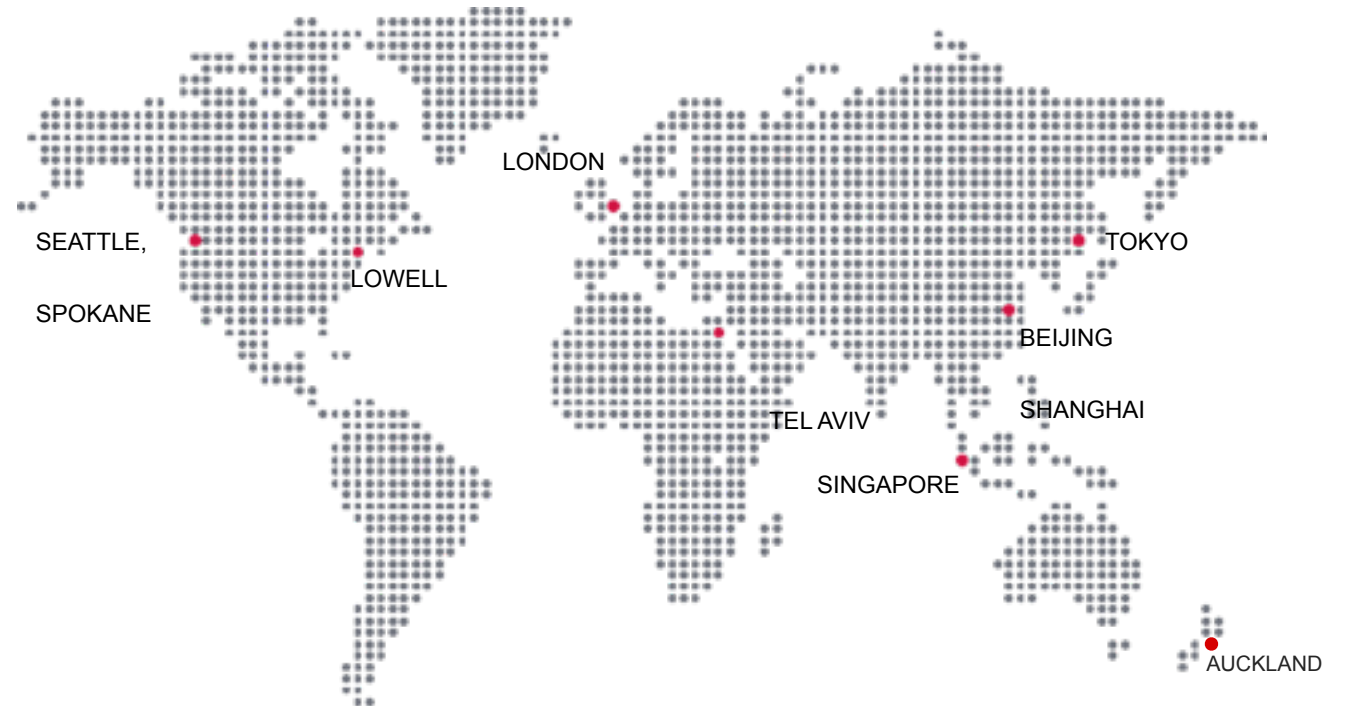 LONDON
SEATTLE,
TOKYO
LOWELL
SPOKANE
BEIJING
SHANGHAI
TEL AVIV
SINGAPORE
AUCKLAND